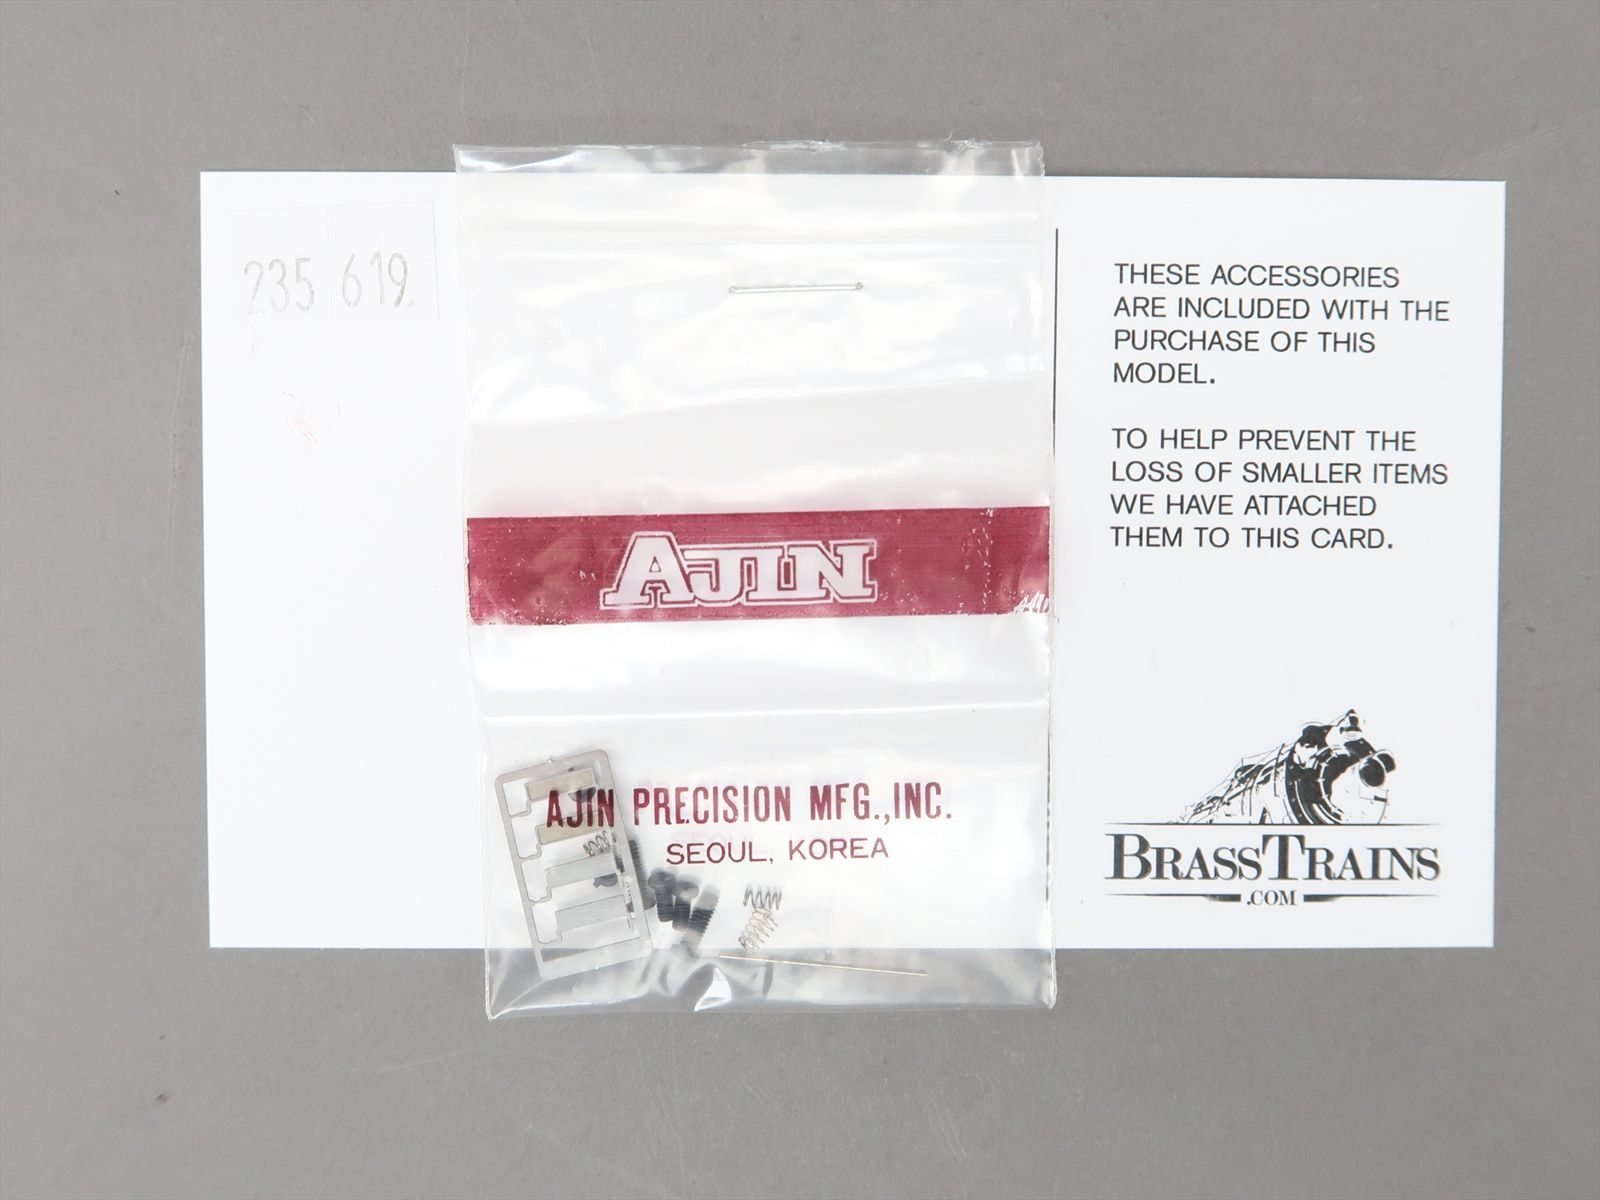 235 619
THESE ACCESSORIES
ARE INCLUDED WITH THE
PURCHASE OF THIS
MODEL.
TO HELP PREVENT THE
LOSS OF SMALLER ITEMS
WE HAVE ATTACHED
THEM TO THIS CARD.
AJIN
AJIN PRECISION MFG.,INC.
SEOUL, KOREA
BRASSTRAINS
.COM